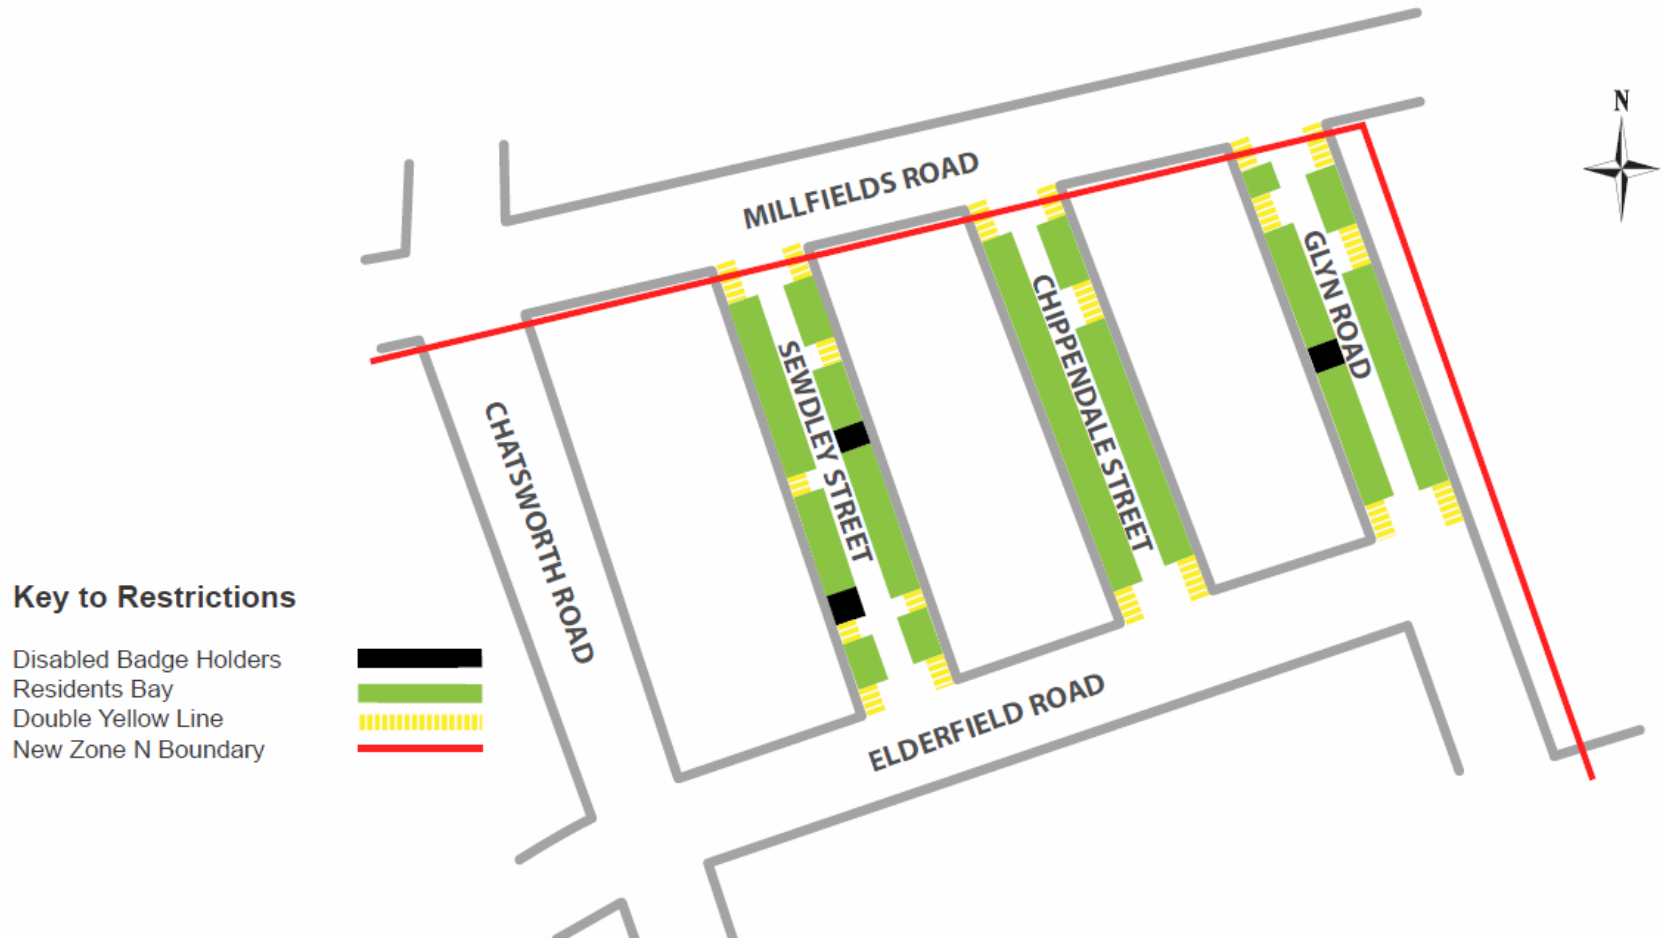 N
MILLFIELDS ROAD
SEWDLEY STREET
CHIPPENDALE STREET
GLYN ROAD
CHATSWORTH ROAD
ELDERFIELD ROAD
Key to Restrictions
Disabled Badge Holders
Residents Bay
Double Yellow Line
New Zone N Boundary